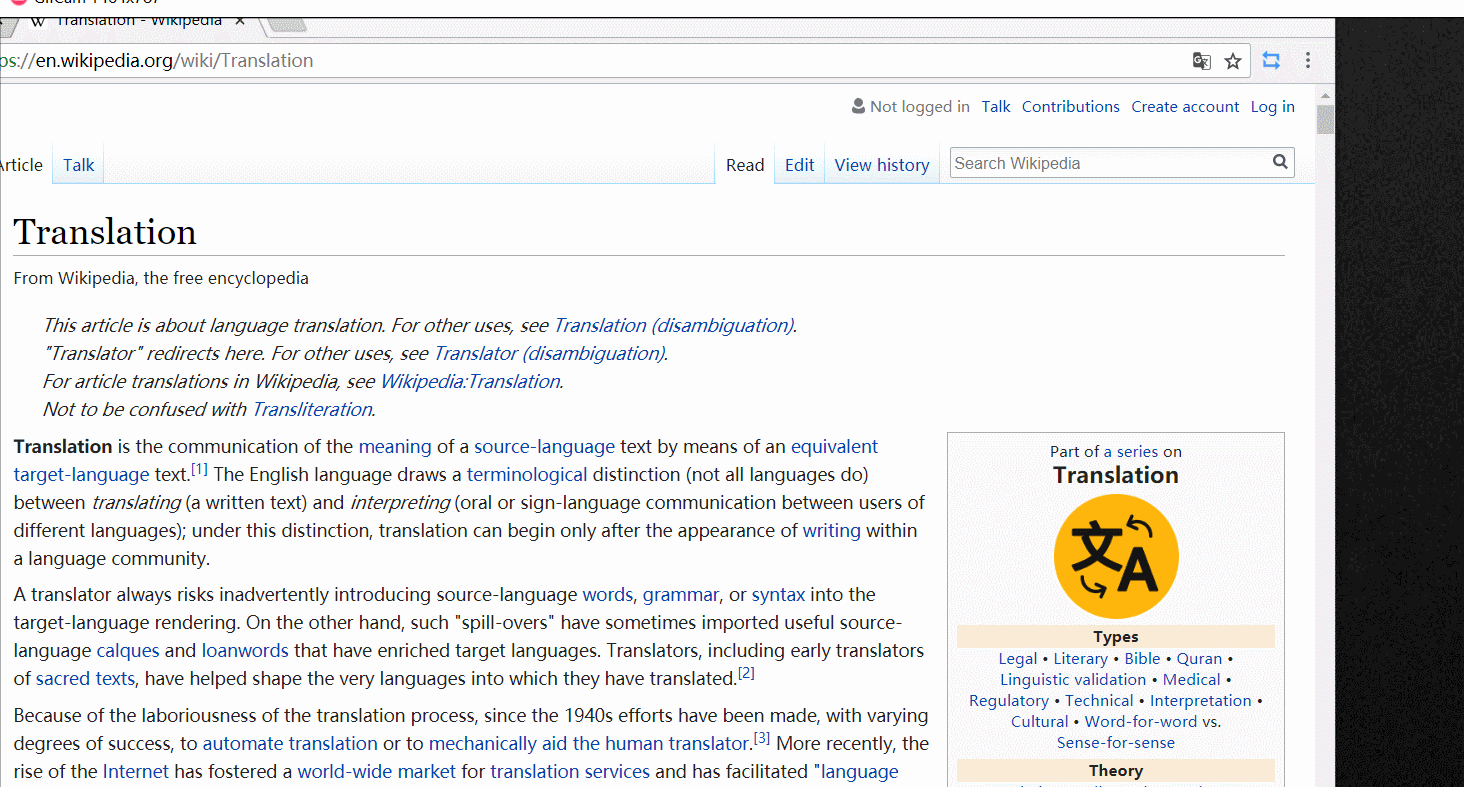 Translation - Wikipedia ×
ps://en.wikipedia.org/wiki/Translation
Not logged in Talk Contributions Create account Log in
Article Talk Read Edit View history Search Wikipedia
Translation
From Wikipedia, the free encyclopedia
This article is about language translation. For other uses, see Translation (disambiguation).
"Translator" redirects here. For other uses, see Translator (disambiguation).
For article translations in Wikipedia, see Wikipedia:Translation.
Not to be confused with Transliteration.
Translation is the communication of the meaning of a source-language text by means of an equivalent
target-language text.[1] The English language draws a terminological distinction (not all languages do)
between translating (a written text) and interpreting (oral or sign-language communication between users of
different languages); under this distinction, translation can begin only after the appearance of writing within
a language community.
A translator always risks inadvertently introducing source-language words, grammar, or syntax into the
target-language rendering. On the other hand, such "spill-overs" have sometimes imported useful source-
language calques and loanwords that have enriched target languages. Translators, including early translators
of sacred texts, have helped shape the very languages into which they have translated.[2]
Because of the laboriousness of the translation process, since the 1940s efforts have been made, with varying
degrees of success, to automate translation or to mechanically aid the human translator.[3] More recently, the
rise of the Internet has fostered a world-wide market for translation services and has facilitated "language
Part of a series on
Translation
文 A
Types
Legal • Literary • Bible • Quran •
Linguistic validation • Medical •
Regulatory • Technical • Interpretation •
Cultural • Word-for-word vs.
Sense-for-sense
Theory